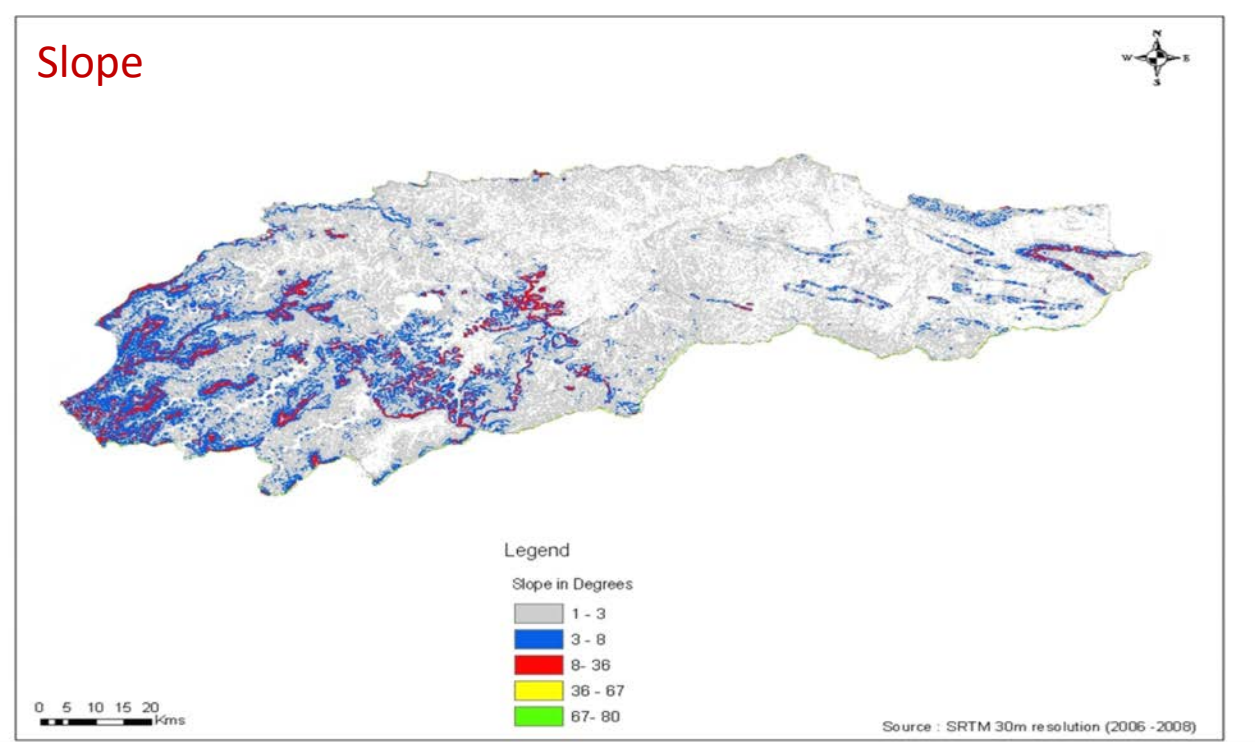 Slope
N
W E
S
Legend
Slope in Degrees
1 - 3
3 - 8
8- 36
36 - 67
67- 80
0 5 10 15 20
Kms
Source : SRTM 30m resolution (2006 -2008)